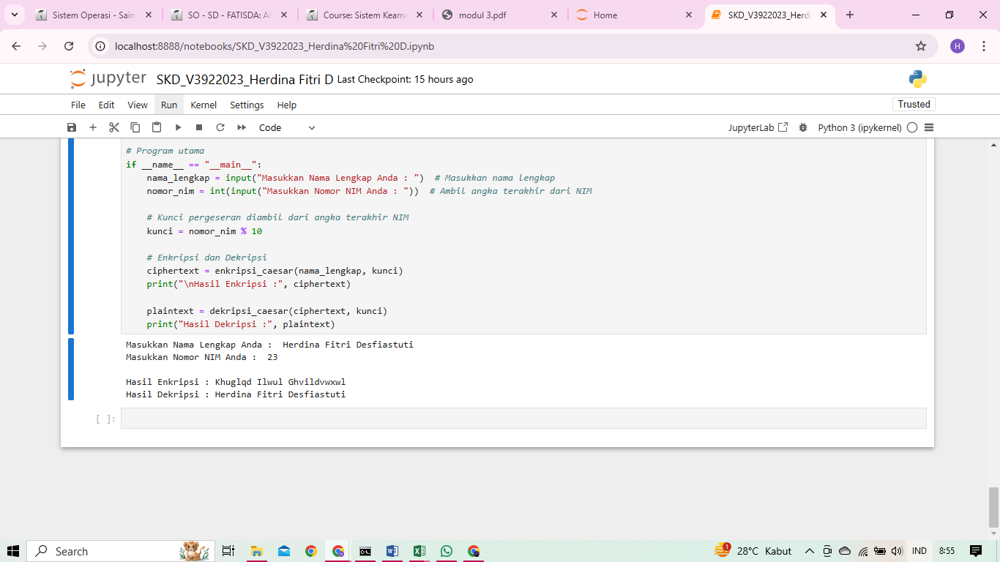 Sistem Operasi - Sain
SO - SD - FATISDA: Al
Course: Sistem Keam
modul 3.pdf
Home
SKD_V3922023_Herdi
localhost:8888/notebooks/SKD_V3922023_Herdina%20Fitri%20D.ipynb
H
jupyter SKD_V3922023_Herdina Fitri D Last Checkpoint: 15 hours ago
File Edit View Run Kernel Settings Help
Trusted
Code
JupyterLab
Python 3 (ipykernel)
# Program utama
if __name__ == "__main__":
    nama_lengkap = input("Masukkan Nama Lengkap Anda : ")  # Masukkan nama lengkap
    nomor_nim = int(input("Masukkan Nomor NIM Anda : "))  # Ambil angka terakhir dari NIM
    # Kunci pergeseran diambil dari angka terakhir NIM
    kunci = nomor_nim % 10
    # Enkripsi dan Dekripsi
    ciphertext = enkripsi_caesar(nama_lengkap, kunci)
    print("\nHasil Enkripsi :", ciphertext)
    plaintext = dekripsi_caesar(ciphertext, kunci)
    print("Hasil Dekripsi :", plaintext)
Masukkan Nama Lengkap Anda :  Herdina Fitri Desfiastuti
Masukkan Nomor NIM Anda :  23
Hasil Enkripsi : Khuglqd Ilwul Ghvildvwxwl
Hasil Dekripsi : Herdina Fitri Desfiastuti
[ ]:
Search
1
28°C Kabut
IND
8:55